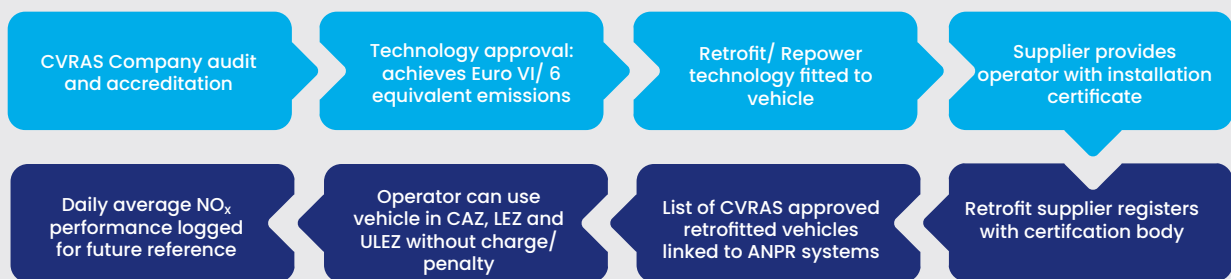 CVRAS Company audit
and accreditation
Technology approval:
achieves Euro VI/ 6
equivalent emissions
Retrofit/ Repower
technology fitted to
vehicle
Supplier provides
operator with installation
certificate
Retrofit supplier registers
with certifcation body
List of CVRAS approved
retrofitted vehicles
linked to ANPR systems
Operator can use
vehicle in CAZ, LEZ and
ULEZ without charge/
penalty
Daily average NOₓ
performance logged
for future reference